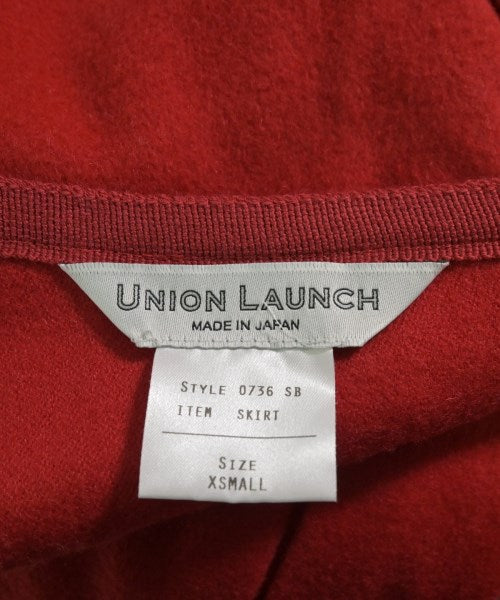 UNION LAUNCH
MADE IN JAPAN
STYLE 0736 SB
ITEM SKIRT
SIZE
XSMALL